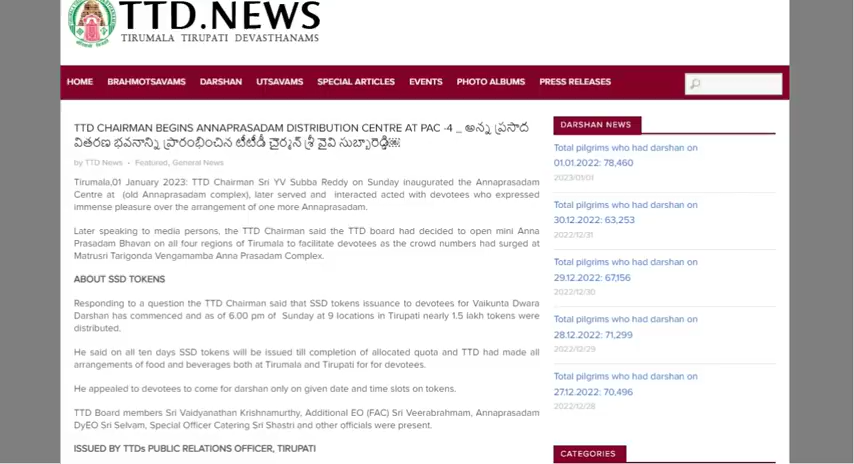 TTD.NEWS
TIRUMALA TIRUPATI DEVASTHANAMS
HOME BRAHMOTSAVAMS DARSHAN UTSAVAMS SPECIAL ARTICLES EVENTS PHOTO ALBUMS PRESS RELEASES
TTD CHAIRMAN BEGINS ANNAPRASADAM DISTRIBUTION CENTRE AT PAC -4 _ అన్న ప్రసాద
వితరణ భవనాన్ని ప్రారంభించిన టీటీడీ చైర్మన్ శ్రీ వైవి సుబ్బారెడ్డి
by TTD News • Featured, General News
Tirumala,01 January 2023: TTD Chairman Sri YV Subba Reddy on Sunday inaugurated the Annaprasadam
Centre at (old Annaprasadam complex), later served and interacted acted with devotees who expressed
immense pleasure over the arrangement of one more Annaprasadam.
Later speaking to media persons, the TTD Chairman said the TTD board had decided to open mini Anna
Prasadam Bhavan on all four regions of Tirumala to facilitate devotees as the crowd numbers had surged at
Matrusri Tarigonda Vengamamba Anna Prasadam Complex.
ABOUT SSD TOKENS
Responding to a question the TTD Chairman said that SSD tokens issuance to devotees for Vaikunta Dwara
Darshan has commenced and as of 6.00 pm of Sunday at 9 locations in Tirupati nearly 1.5 lakh tokens were
distributed.
He said on all ten days SSD tokens will be issued till completion of allocated quota and TTD had made all
arrangements of food and beverages both at Tirumala and Tirupati for for devotees.
He appealed to devotees to come for darshan only on given date and time slots on tokens.
TTD Board members Sri Vaidyanathan Krishnamurthy, Additional EO (FAC) Sri Veerabrahmam, Annaprasadam
DyEO Sri Selvam, Special Officer Catering Sri Shastri and other officials were present.
ISSUED BY TTDs PUBLIC RELATIONS OFFICER, TIRUPATI
DARSHAN NEWS
Total pilgrims who had darshan on
01.01.2022: 78,460
2023/01/01
Total pilgrims who had darshan on
30.12.2022: 63,253
2022/12/31
Total pilgrims who had darshan on
29.12.2022: 67,156
2022/12/30
Total pilgrims who had darshan on
28.12.2022: 71,299
2022/12/29
Total pilgrims who had darshan on
27.12.2022: 70,496
2022/12/28
CATEGORIES